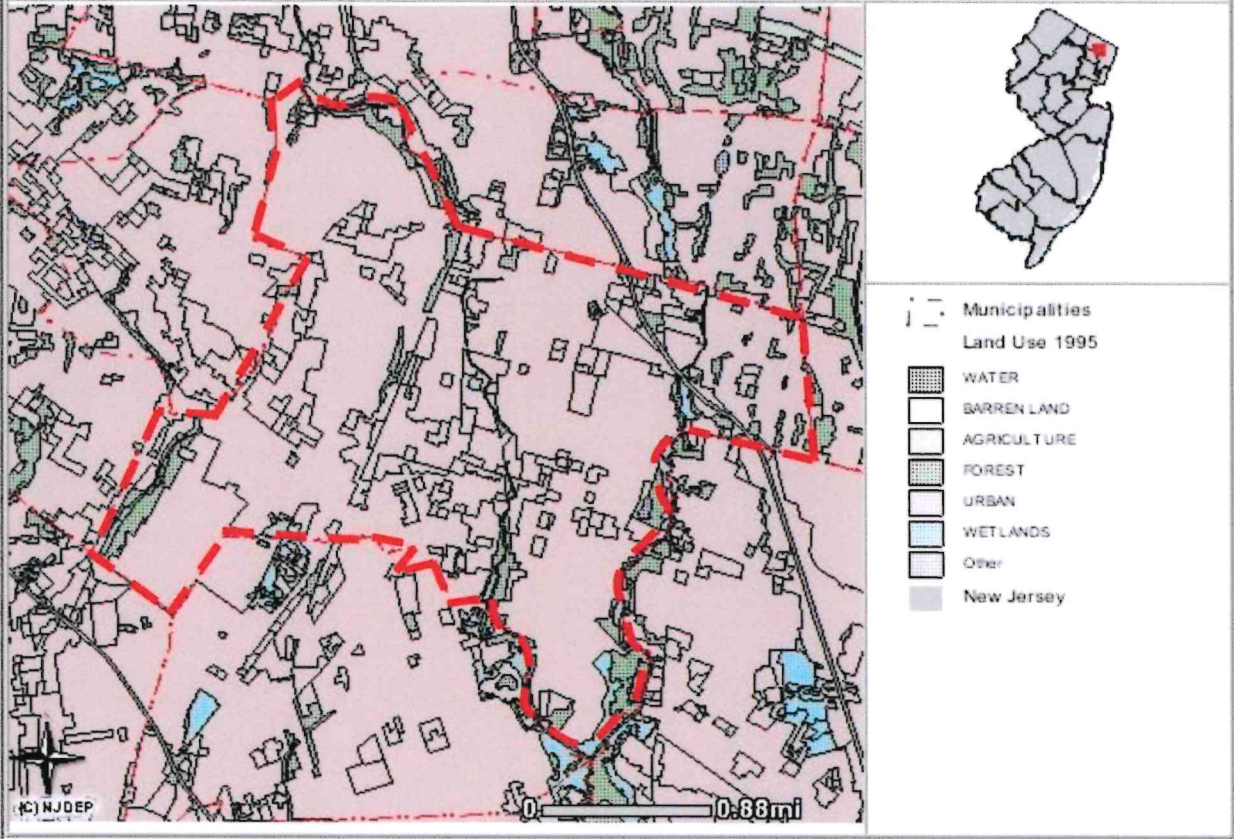 Municipalities
Land Use 1995
WATER
BARREN LAND
AGRICULTURE
FOREST
URBAN
WETLANDS
Other
New Jersey
(C) NJDEP
0 0.88mi